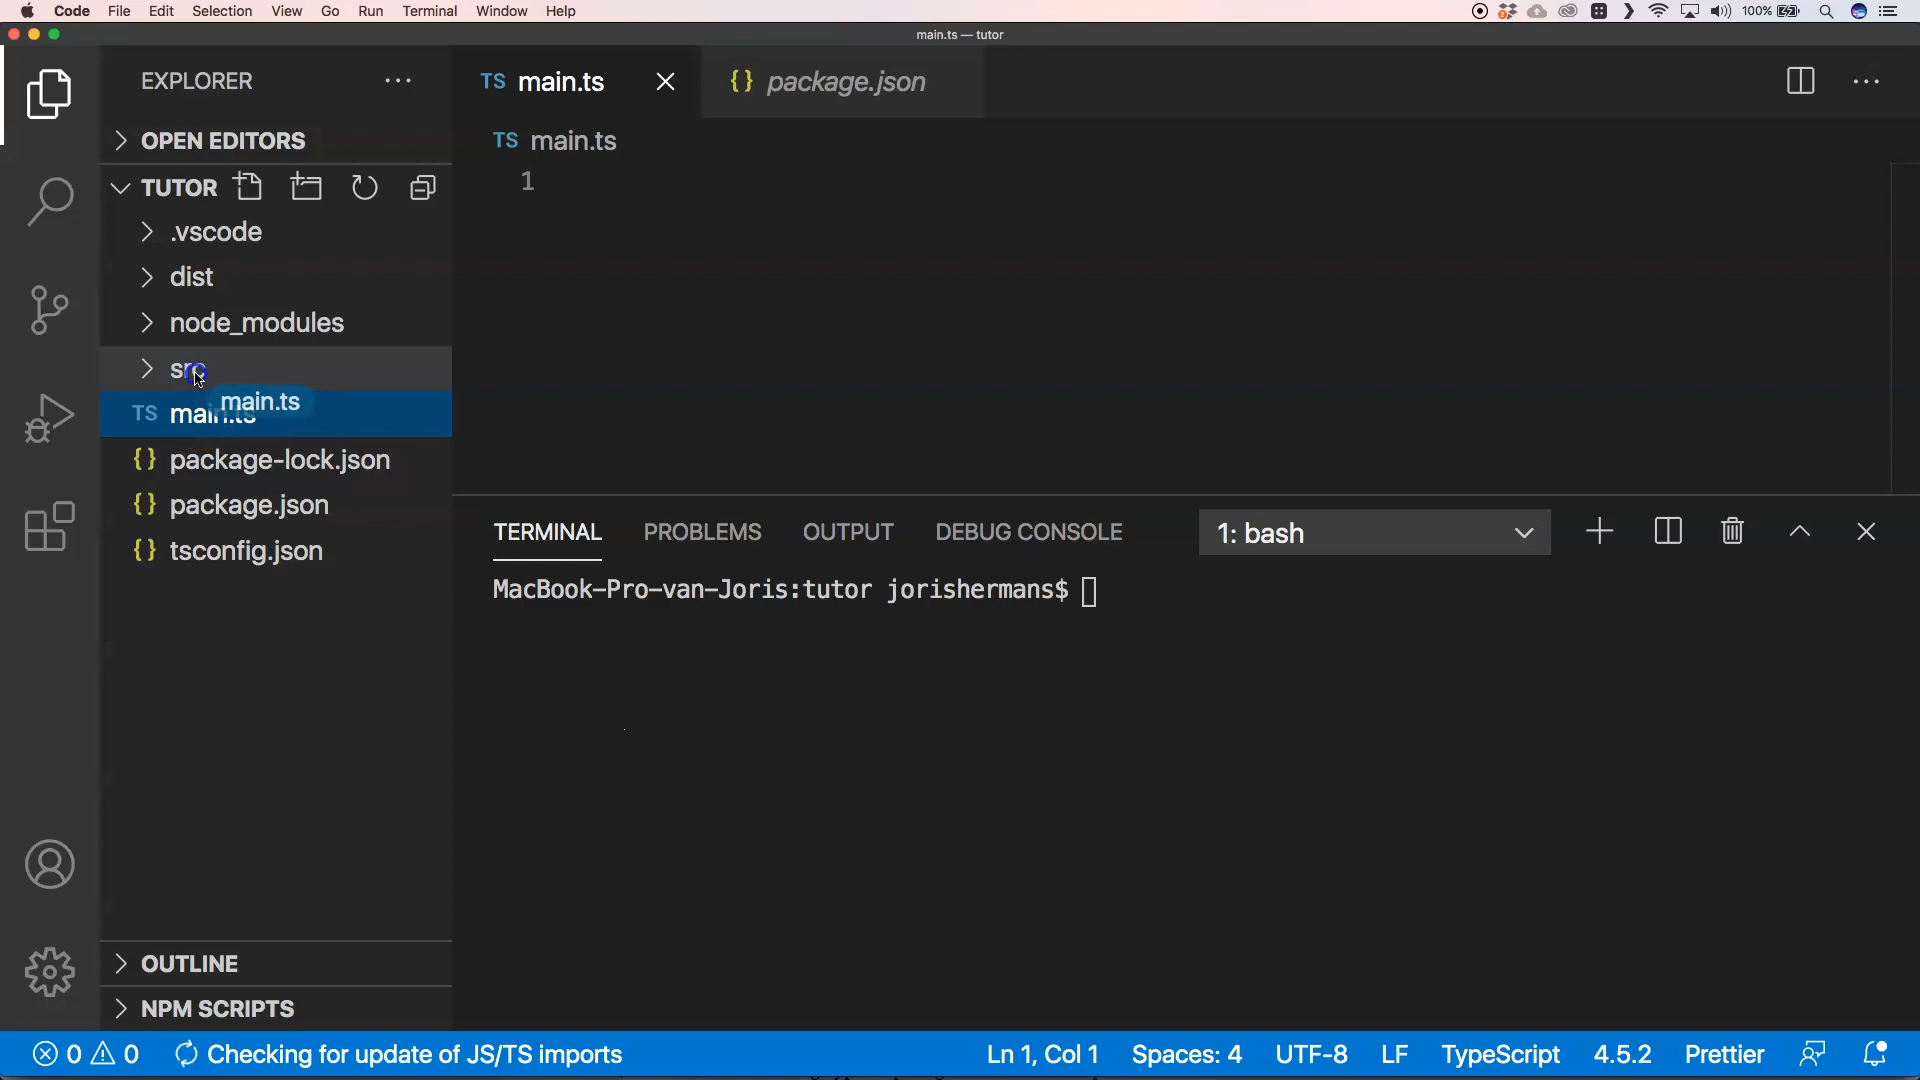 Code File Edit Selection View Go Run Terminal Window Help 100%
main.ts — tutor
EXPLORER
OPEN EDITORS
TUTOR
.vscode
dist
node_modules
src
main.ts
main.ts
package-lock.json
package.json
tsconfig.json
OUTLINE
NPM SCRIPTS
TS main.ts
{} package.json
TS main.ts
1
TERMINAL PROBLEMS OUTPUT DEBUG CONSOLE 1: bash
MacBook-Pro-van-Joris:tutor jorishermans$
0 0 Checking for update of JS/TS imports Ln 1, Col 1 Spaces: 4 UTF-8 LF TypeScript 4.5.2 Prettier